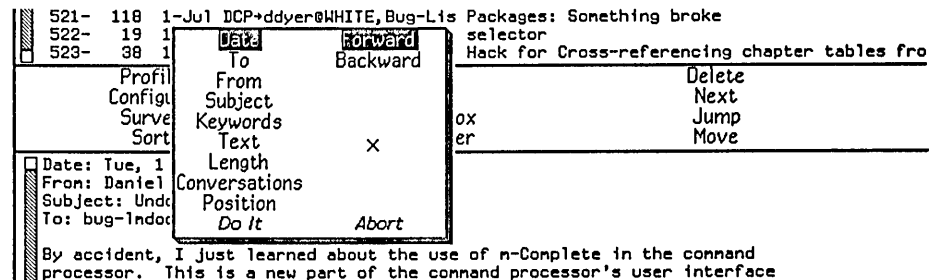 521- 118 1-Jul DCP→ddyer@WHITE,Bug-Lis Packages: Something broke
522- 19 1 selector
523- 38 1 Hack for Cross-referencing chapter tables fro
Date Forward
To Backward
From
Subject
Keywords
Text
Length
Conversations
Position
Do It Abort
Profil Delete
Configu Next
Surve ox Jump
Sort er Move
Date: Tue, 1
From: Daniel
Subject: Undo
To: bug-lmdoc
By accident, I just learned about the use of m-Complete in the command
processor. This is a new part of the command processor's user interface